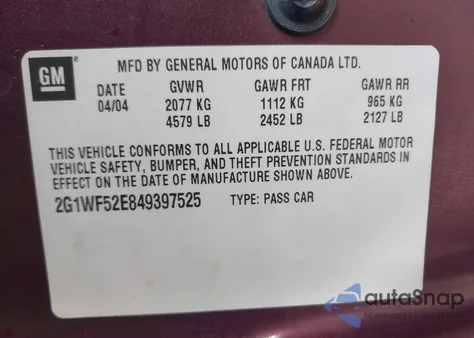 GM
MFD BY GENERAL MOTORS OF CANADA LTD.
DATE GVWR GAWR FRT GAWR RR
04/04 2077 KG 1112 KG 965 KG
4579 LB 2452 LB 2127 LB
THIS VEHICLE CONFORMS TO ALL APPLICABLE U.S. FEDERAL MOTOR
VEHICLE SAFETY, BUMPER, AND THEFT PREVENTION STANDARDS IN
EFFECT ON THE DATE OF MANUFACTURE SHOWN ABOVE.
2G1WF52E849397525 TYPE: PASS CAR
autoSnap